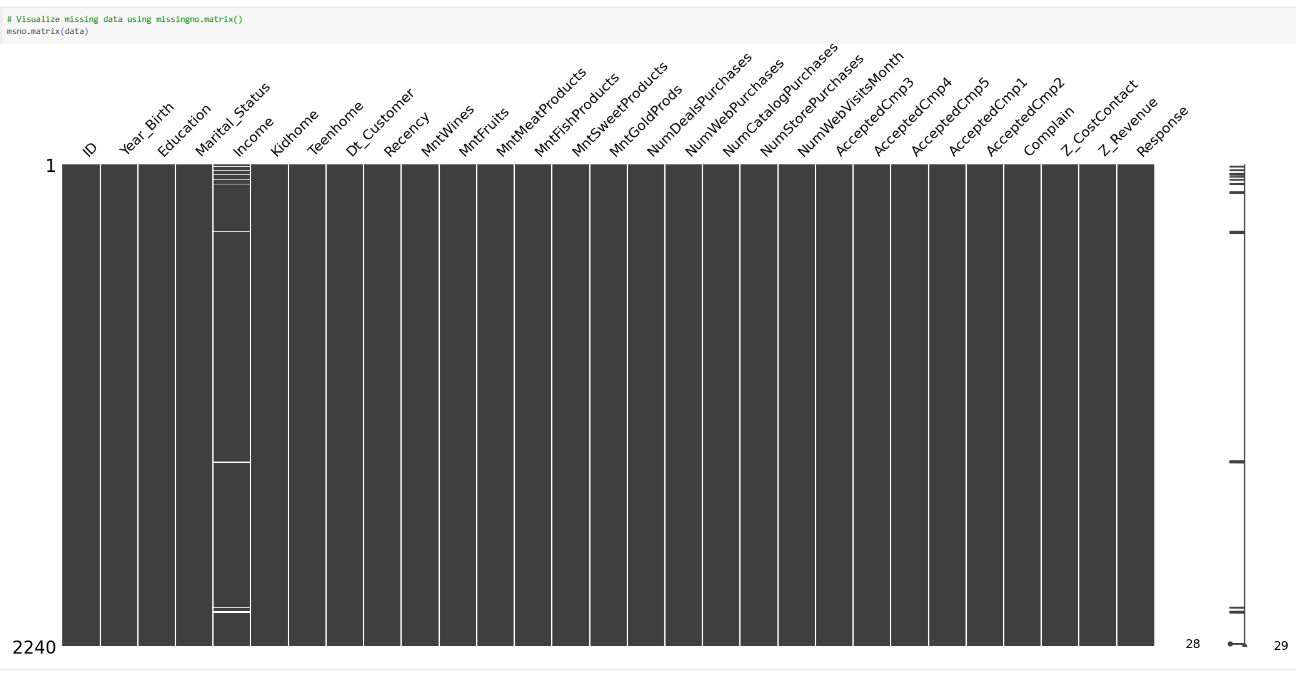 # Visualize missing data using missingno.matrix()
msno.matrix(data)
ID
Year_Birth
Education
Marital_Status
Income
Kidhome
Teenhome
Dt_Customer
Recency
MntWines
MntFruits
MntMeatProducts
MntFishProducts
MntSweetProducts
MntGoldProds
NumDealsPurchases
NumWebPurchases
NumCatalogPurchases
NumStorePurchases
NumWebVisitsMonth
AcceptedCmp3
AcceptedCmp4
AcceptedCmp5
AcceptedCmp1
AcceptedCmp2
Complain
Z_CostContact
Z_Revenue
Response
1
2240
28
29